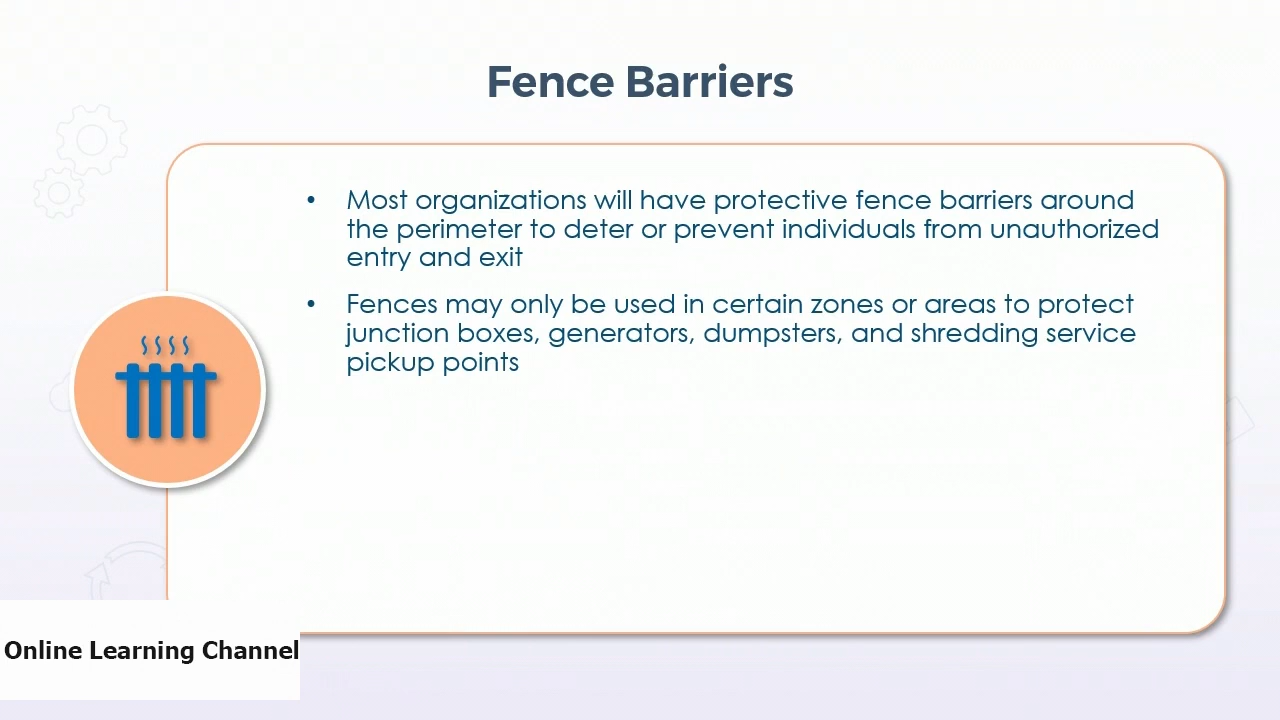 Fence Barriers
• Most organizations will have protective fence barriers around
the perimeter to deter or prevent individuals from unauthorized
entry and exit
• Fences may only be used in certain zones or areas to protect
junction boxes, generators, dumpsters, and shredding service
pickup points
Online Learning Channel